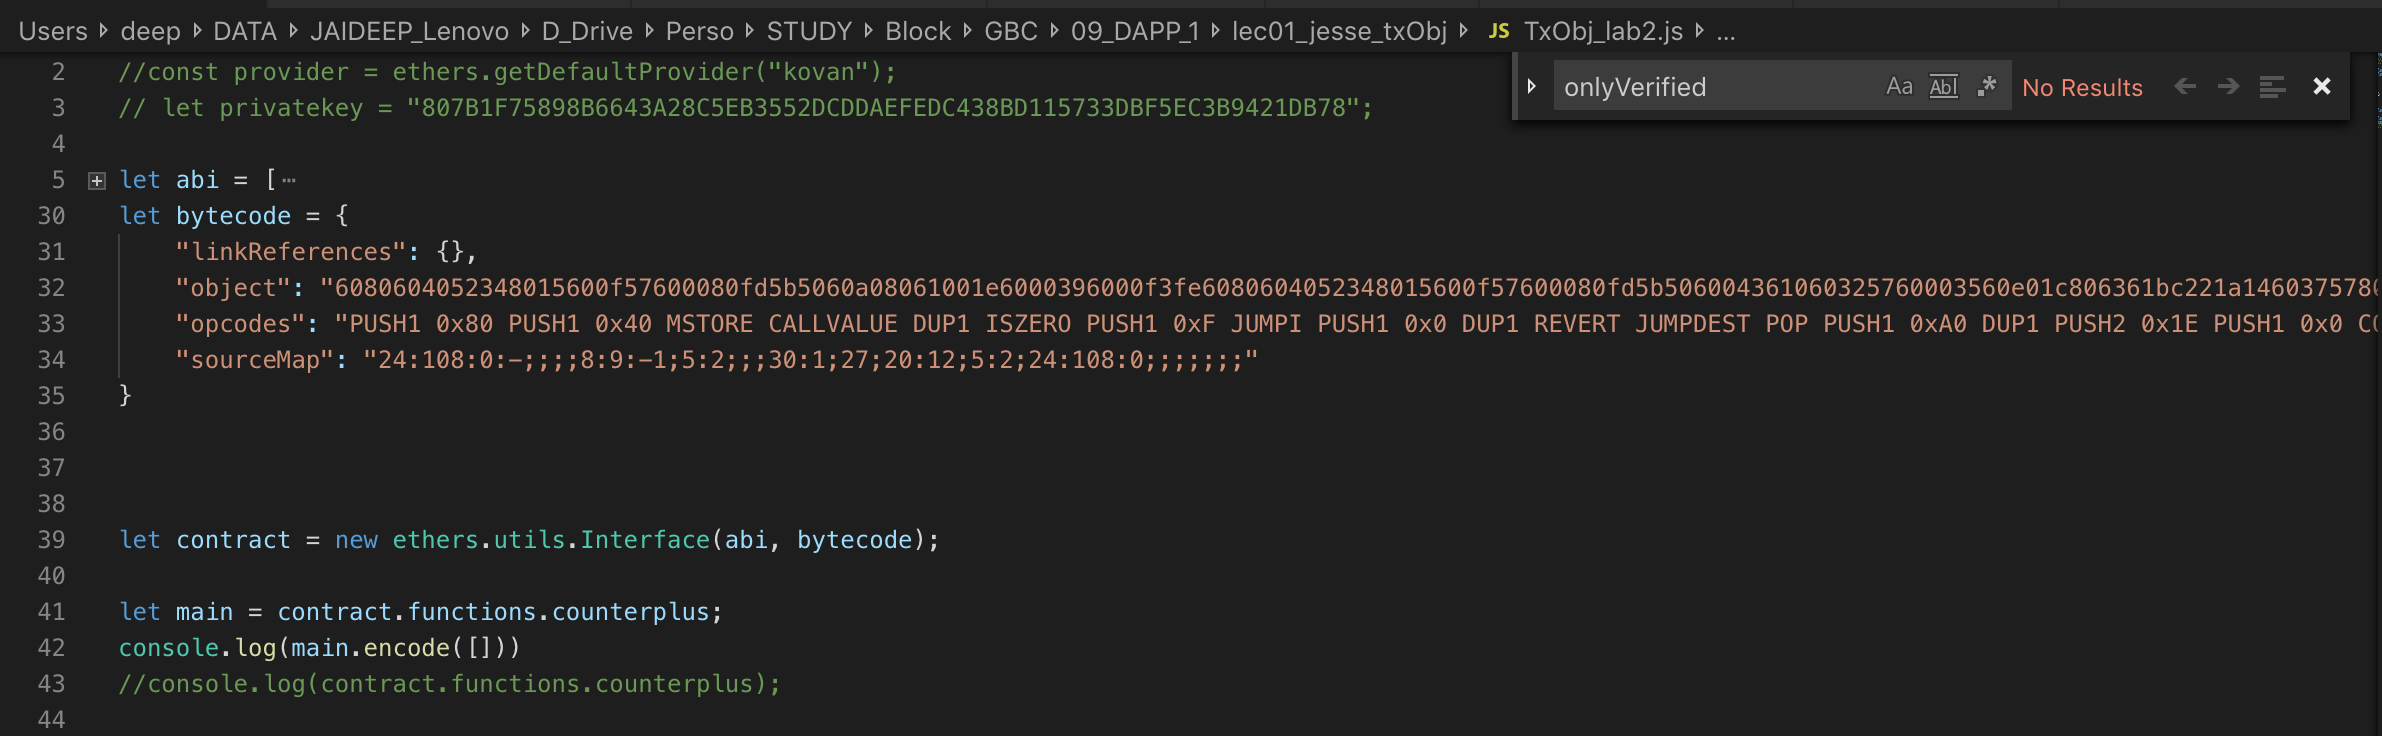 Users deep DATA JAIDEEP_Lenovo D_Drive Perso STUDY Block GBC 09_DAPP_1 lec01_jesse_txObj JS TxObj_lab2.js ...
onlyVerified Aa Abl .* No Results
2 //const provider = ethers.getDefaultProvider("kovan");
3 // let privatekey = "807B1F75898B6643A28C5EB3552DCDDAEFEDC438BD115733DBF5EC3B9421DB78";
4
5 let abi = [⋯
30 let bytecode = {
31 "linkReferences": {},
32 "object": "6080604052348015600f57600080fd5b5060a08061001e6000396000f3fe6080604052348015600f57600080fd5b506004361060325760003560e01c806361bc221a1460375780
33 "opcodes": "PUSH1 0x80 PUSH1 0x40 MSTORE CALLVALUE DUP1 ISZERO PUSH1 0xF JUMPI PUSH1 0x0 DUP1 REVERT JUMPDEST POP PUSH1 0xA0 DUP1 PUSH2 0x1E PUSH1 0x0 CO
34 "sourceMap": "24:108:0:-;;;;8:9:-1;5:2;;;30:1;27;20:12;5:2;24:108:0;;;;;;;"
35 }
36
37
38
39 let contract = new ethers.utils.Interface(abi, bytecode);
40
41 let main = contract.functions.counterplus;
42 console.log(main.encode([]))
43 //console.log(contract.functions.counterplus);
44